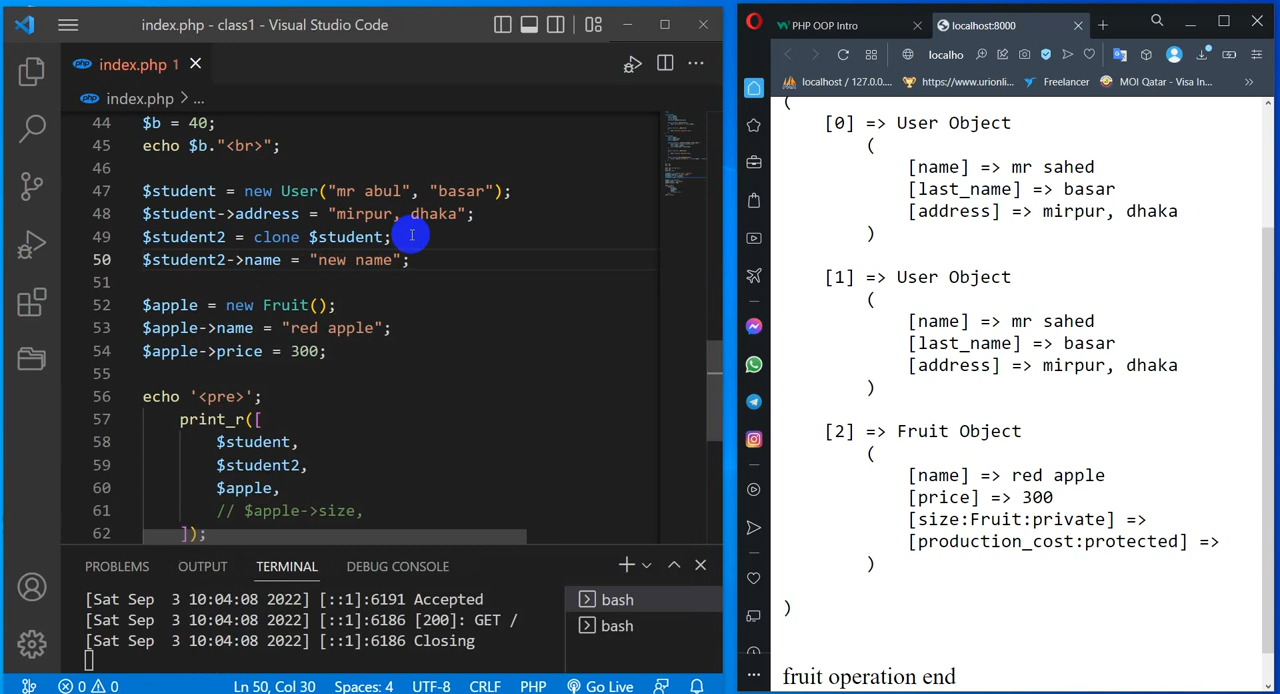 index.php - class1 - Visual Studio Code
index.php 1
index.php > ...
44 $b = 40;
45 echo $b."<br>";
46
47 $student = new User("mr abul", "basar");
48 $student->address = "mirpur, dhaka";
49 $student2 = clone $student;
50 $student2->name = "new name";
51
52 $apple = new Fruit();
53 $apple->name = "red apple";
54 $apple->price = 300;
55
56 echo '<pre>';
57 print_r([
58 $student,
59 $student2,
60 $apple,
61 // $apple->size,
62 ]);
PROBLEMS OUTPUT TERMINAL DEBUG CONSOLE
[Sat Sep 3 10:04:08 2022] [::1]:6191 Accepted
[Sat Sep 3 10:04:08 2022] [::1]:6186 [200]: GET /
[Sat Sep 3 10:04:08 2022] [::1]:6186 Closing
bash
bash
0 0 Ln 50, Col 30 Spaces: 4 UTF-8 CRLF PHP Go Live
PHP OOP Intro localhost:8000
localho
localhost / 127.0.0.... https://www.urionli... Freelancer MOI Qatar - Visa In...
(
[0] => User Object
(
[name] => mr sahed
[last_name] => basar
[address] => mirpur, dhaka
)
[1] => User Object
(
[name] => mr sahed
[last_name] => basar
[address] => mirpur, dhaka
)
[2] => Fruit Object
(
[name] => red apple
[price] => 300
[size:Fruit:private] =>
[production_cost:protected] =>
)
)
fruit operation end